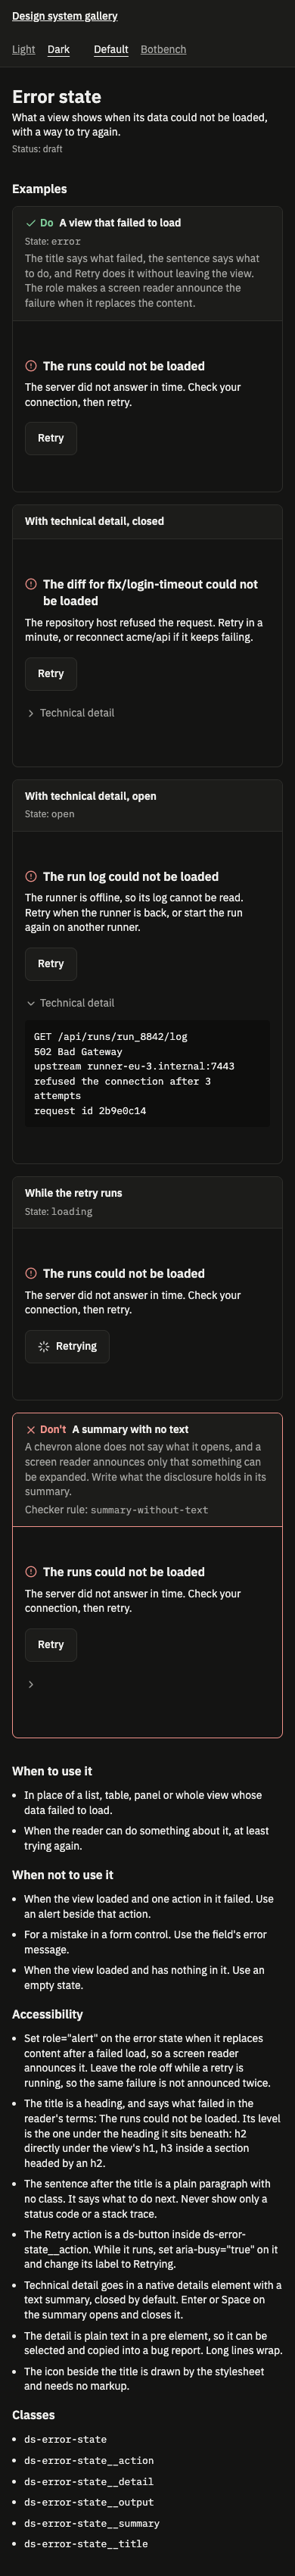 Design system gallery
Light Dark Default Botbench
Error state
What a view shows when its data could not be loaded,
with a way to try again.
Status: draft
Examples
Do A view that failed to load
State: error
The title says what failed, the sentence says what
to do, and Retry does it without leaving the view.
The role makes a screen reader announce the
failure when it replaces the content.
The runs could not be loaded
The server did not answer in time. Check your
connection, then retry.
Retry
With technical detail, closed
The diff for fix/login-timeout could not
be loaded
The repository host refused the request. Retry in a
minute, or reconnect acme/api if it keeps failing.
Retry
Technical detail
With technical detail, open
State: open
The run log could not be loaded
The runner is offline, so its log cannot be read.
Retry when the runner is back, or start the run
again on another runner.
Retry
Technical detail
GET /api/runs/run_8842/log
502 Bad Gateway
upstream runner-eu-3.internal:7443
refused the connection after 3
attempts
request id 2b9e0c14
While the retry runs
State: loading
The runs could not be loaded
The server did not answer in time. Check your
connection, then retry.
Retrying
Don't A summary with no text
A chevron alone does not say what it opens, and a
screen reader announces only that something can
be expanded. Write what the disclosure holds in its
summary.
Checker rule: summary-without-text
The runs could not be loaded
The server did not answer in time. Check your
connection, then retry.
Retry
When to use it
In place of a list, table, panel or whole view whose
data failed to load.
When the reader can do something about it, at least
trying again.
When not to use it
When the view loaded and one action in it failed. Use
an alert beside that action.
For a mistake in a form control. Use the field's error
message.
When the view loaded and has nothing in it. Use an
empty state.
Accessibility
Set role="alert" on the error state when it replaces
content after a failed load, so a screen reader
announces it. Leave the role off while a retry is
running, so the same failure is not announced twice.
The title is a heading, and says what failed in the
reader's terms: The runs could not be loaded. Its level
is the one under the heading it sits beneath: h2
directly under the view's h1, h3 inside a section
headed by an h2.
The sentence after the title is a plain paragraph with
no class. It says what to do next. Never show only a
status code or a stack trace.
The Retry action is a ds-button inside ds-error-
state__action. While it runs, set aria-busy="true" on it
and change its label to Retrying.
Technical detail goes in a native details element with a
text summary, closed by default. Enter or Space on
the summary opens and closes it.
The detail is plain text in a pre element, so it can be
selected and copied into a bug report. Long lines wrap.
The icon beside the title is drawn by the stylesheet
and needs no markup.
Classes
ds-error-state
ds-error-state__action
ds-error-state__detail
ds-error-state__output
ds-error-state__summary
ds-error-state__title